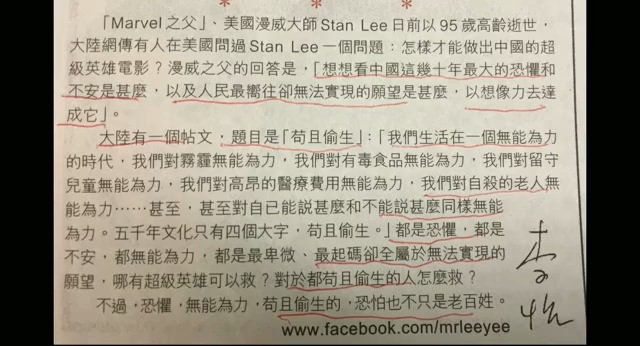 「Marvel之父」、美國漫威大師Stan Lee日前以95歲高齡逝世，
大陸網傳有人在美國問過Stan Lee一個問題：怎樣才能做出中國的超
級英雄電影？漫威之父的回答是，「想想看中國這幾十年最大的恐懼和
不安是甚麼，以及人民最嚮往卻無法實現的願望是甚麼，以想像力去達
成它」。
大陸有一個帖文，題目是「苟且偷生」：「我們生活在一個無能為力
的時代，我們對霧霾無能為力，我們對有毒食品無能為力，我們對留守
兒童無能為力，我們對高昂的醫療費用無能為力，我們對自殺的老人無
能為力……甚至，甚至對自己能說甚麼和不能說甚麼同樣無能
為力。五千年文化只有四個大字，苟且偷生。」都是恐懼，都是
不安，都無能為力，都是最卑微、最起碼卻全屬於無法實現的
願望，哪有超級英雄可以救？對於都苟且偷生的人怎麼救？
不過，恐懼，無能為力，苟且偷生的，恐怕也不只是老百姓。
李怡
www.facebook.com/mrleeyee